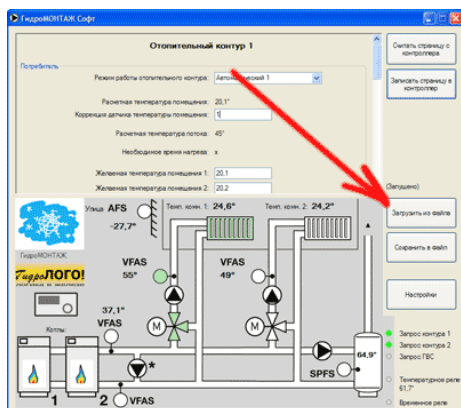 ГидроМОНТАЖ Софт
Отопительный контур 1
Потребитель
Режим работы отопительного контура: Автоматический 1
Расчетная температура помещения: 20,1°
Коррекция датчика температуры помещения: 1
Расчетная температура потока: 45°
Необходимое время нагрева: x
Желаемая температура помещения 1: 20,1
Желаемая температура помещения 2: 20,2
Считать страницу с контроллера
Записать страницу в контроллер
(Запущено)
Загрузить из файла
Сохранить в файл
Настройки
Улица AFS
-27,7°
Темп. комн. 1: 24,6°
Темп. комн. 2: 24,2°
ГидроМОНТАЖ
ГидроЛОГО!
VFAS
55°
VFAS
49°
37,1°
VFAS
Котлы:
M
M
*
1
2
VFAS
SPFS
64,9°
Запрос контура 1
Запрос контура 2
Запрос ГВС
Температурное реле
61,7°
Временное реле